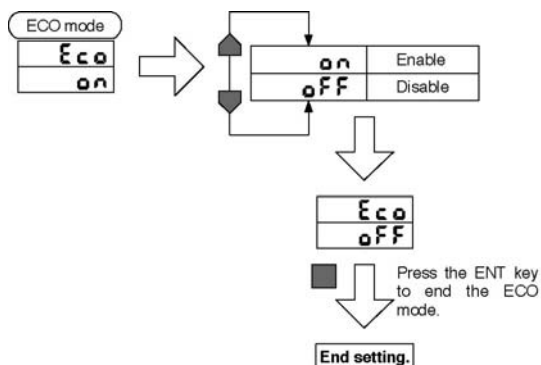 ECO mode
Eco
on
on Enable
oFF Disable
Eco
oFF
Press the ENT key
to end the ECO
mode.
End setting.